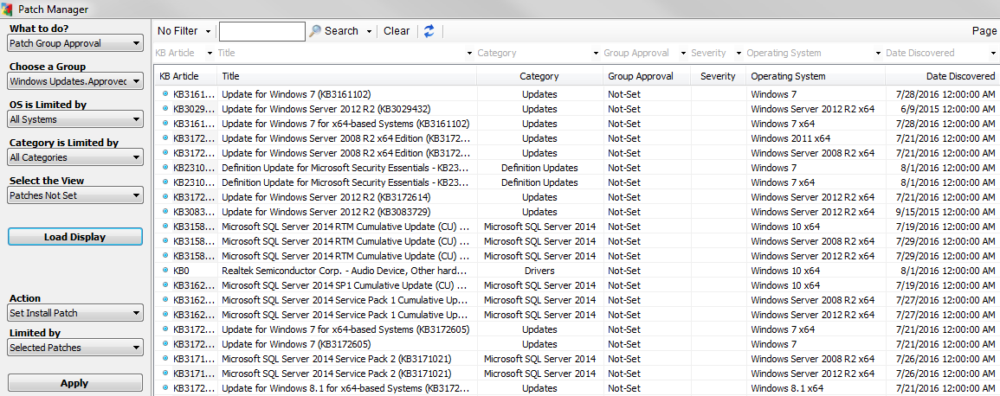 Patch Manager
What to do?
Patch Group Approval
Choose a Group
Windows Updates.Approved
OS is Limited by
All Systems
Category is Limited by
All Categories
Select the View
Patches Not Set
Load Display
Action
Set Install Patch
Limited by
Selected Patches
Apply
No Filter Search Clear Page
KB Article Title Category Group Approval Severity Operating System Date Discovered
KB Article Title Category Group Approval Severity Operating System Date Discovered
KB3161... Update for Windows 7 (KB3161102) Updates Not-Set Windows 7 7/28/2016 12:00:00 AM
KB3029... Update for Windows Server 2012 R2 (KB3029432) Updates Not-Set Windows Server 2012 R2 x64 6/9/2015 12:00:00 AM
KB3161... Update for Windows 7 for x64-based Systems (KB3161102) Updates Not-Set Windows 7 x64 7/28/2016 12:00:00 AM
KB3172... Update for Windows Server 2008 R2 x64 Edition (KB3172... Updates Not-Set Windows 2011 x64 7/21/2016 12:00:00 AM
KB3172... Update for Windows Server 2008 R2 x64 Edition (KB3172... Updates Not-Set Windows Server 2008 R2 x64 7/21/2016 12:00:00 AM
KB2310... Definition Update for Microsoft Security Essentials - KB23... Definition Updates Not-Set Windows 7 8/1/2016 12:00:00 AM
KB2310... Definition Update for Microsoft Security Essentials - KB23... Definition Updates Not-Set Windows 7 x64 8/1/2016 12:00:00 AM
KB3172... Update for Windows Server 2012 R2 (KB3172614) Updates Not-Set Windows Server 2012 R2 x64 7/21/2016 12:00:00 AM
KB3083... Update for Windows Server 2012 R2 (KB3083729) Updates Not-Set Windows Server 2012 R2 x64 9/15/2015 12:00:00 AM
KB3158... Microsoft SQL Server 2014 RTM Cumulative Update (CU) ... Microsoft SQL Server 2014 Not-Set Windows 10 x64 7/19/2016 12:00:00 AM
KB3158... Microsoft SQL Server 2014 RTM Cumulative Update (CU) ... Microsoft SQL Server 2014 Not-Set Windows Server 2008 R2 x64 7/29/2016 12:00:00 AM
KB3158... Microsoft SQL Server 2014 RTM Cumulative Update (CU) ... Microsoft SQL Server 2014 Not-Set Windows Server 2012 R2 x64 7/29/2016 12:00:00 AM
KB0 Realtek Semiconductor Corp. - Audio Device, Other hard... Drivers Not-Set Windows 10 x64 8/1/2016 12:00:00 AM
KB3162... Microsoft SQL Server 2014 SP1 Cumulative Update (CU) ... Microsoft SQL Server 2014 Not-Set Windows 10 x64 7/19/2016 12:00:00 AM
KB3162... Microsoft SQL Server 2014 Service Pack 1 Cumulative Up... Microsoft SQL Server 2014 Not-Set Windows Server 2008 R2 x64 7/27/2016 12:00:00 AM
KB3162... Microsoft SQL Server 2014 Service Pack 1 Cumulative Up... Microsoft SQL Server 2014 Not-Set Windows Server 2012 R2 x64 7/27/2016 12:00:00 AM
KB3172... Update for Windows 7 for x64-based Systems (KB3172605) Updates Not-Set Windows 7 x64 7/21/2016 12:00:00 AM
KB3172... Update for Windows 7 (KB3172605) Updates Not-Set Windows 7 7/21/2016 12:00:00 AM
KB3171... Microsoft SQL Server 2014 Service Pack 2 (KB3171021) Microsoft SQL Server 2014 Not-Set Windows Server 2008 R2 x64 7/26/2016 12:00:00 AM
KB3171... Microsoft SQL Server 2014 Service Pack 2 (KB3171021) Microsoft SQL Server 2014 Not-Set Windows Server 2012 R2 x64 7/26/2016 12:00:00 AM
KB3172... Update for Windows 8.1 for x64-based Systems (KB3172... Updates Not-Set Windows 8.1 x64 7/21/2016 12:00:00 AM